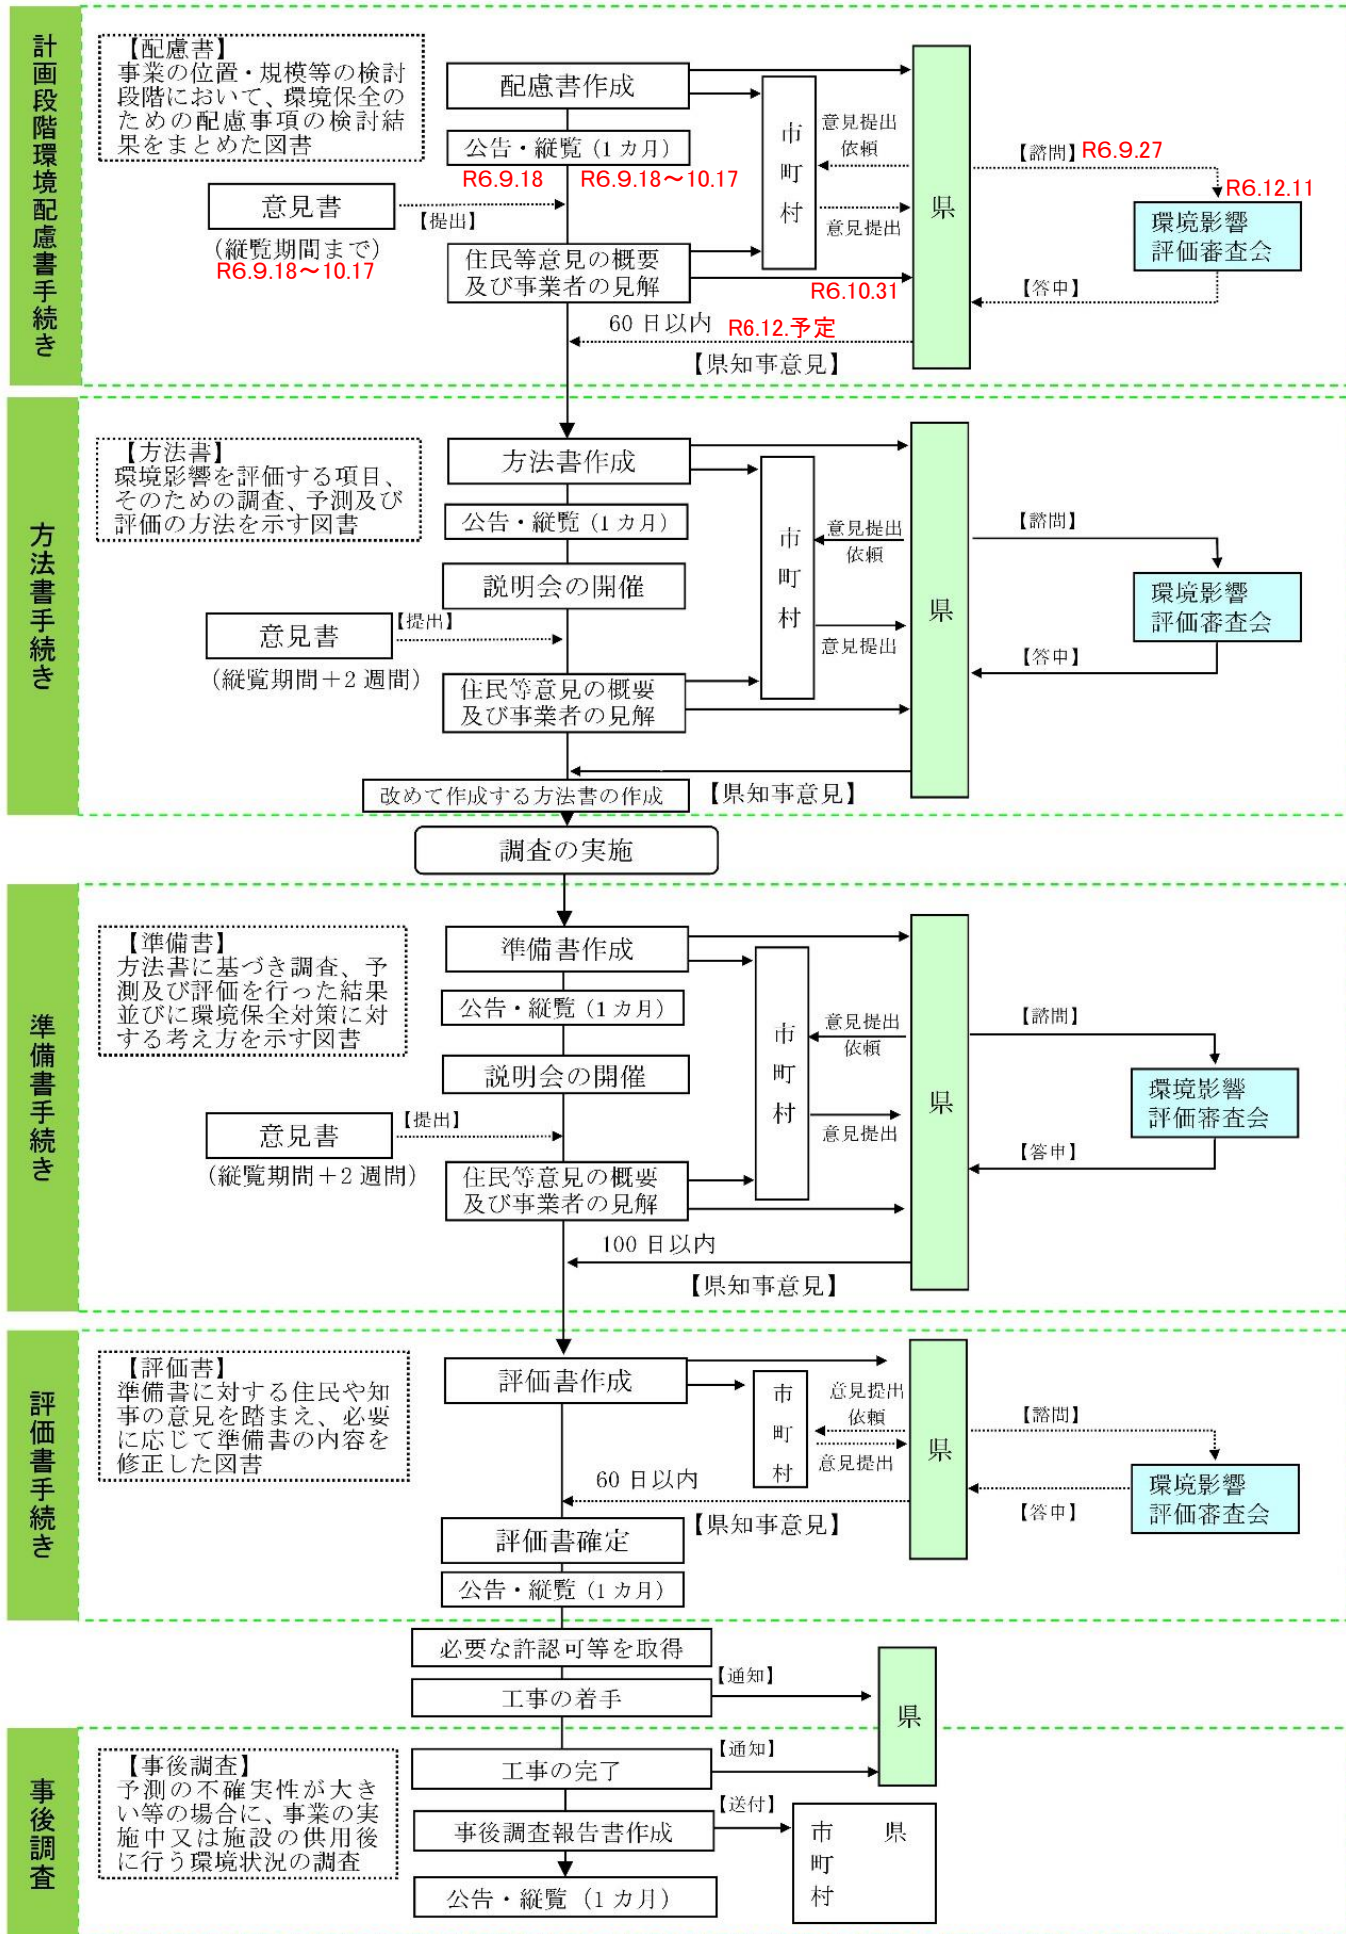 計画段階環境配慮書手続き
【配慮書】
事業の位置・規模等の検討
段階において、環境保全の
ための配慮事項の検討結
果をまとめた図書
配慮書作成
公告・縦覧（1カ月）
R6.9.18
R6.9.18～10.17
意見書
【提出】
(縦覧期間まで)
R6.9.18～10.17
住民等意見の概要
及び事業者の見解
市町村
意見提出
依頼
意見提出
県
【諮問】
R6.9.27
R6.12.11
環境影響
評価審査会
【答申】
R6.10.31
60 日以内
R6.12.予定
【県知事意見】
方法書手続き
【方法書】
環境影響を評価する項目、
そのための調査、予測及び
評価の方法を示す図書
方法書作成
公告・縦覧（1カ月）
説明会の開催
意見書
【提出】
(縦覧期間＋2 週間)
住民等意見の概要
及び事業者の見解
市町村
意見提出
依頼
意見提出
県
【諮問】
環境影響
評価審査会
【答申】
【県知事意見】
改めて作成する方法書の作成
調査の実施
準備書手続き
【準備書】
方法書に基づき調査、予
測及び評価を行った結果
並びに環境保全対策に対
する考え方を示す図書
準備書作成
公告・縦覧（1カ月）
説明会の開催
意見書
【提出】
(縦覧期間＋2 週間)
住民等意見の概要
及び事業者の見解
市町村
意見提出
依頼
意見提出
県
【諮問】
環境影響
評価審査会
【答申】
100 日以内
【県知事意見】
評価書手続き
【評価書】
準備書に対する住民や知
事の意見を踏まえ、必要
に応じて準備書の内容を
修正した図書
評価書作成
市町村
意見提出
依頼
意見提出
県
【諮問】
環境影響
評価審査会
【答申】
60 日以内
【県知事意見】
評価書確定
公告・縦覧（1カ月）
必要な許認可等を取得
工事の着手
【通知】
県
事後調査
【事後調査】
予測の不確実性が大き
い等の場合に、事業の実
施中又は施設の供用後
に行う環境状況の調査
工事の完了
【通知】
事後調査報告書作成
【送付】
市町村
県
公告・縦覧（1カ月）